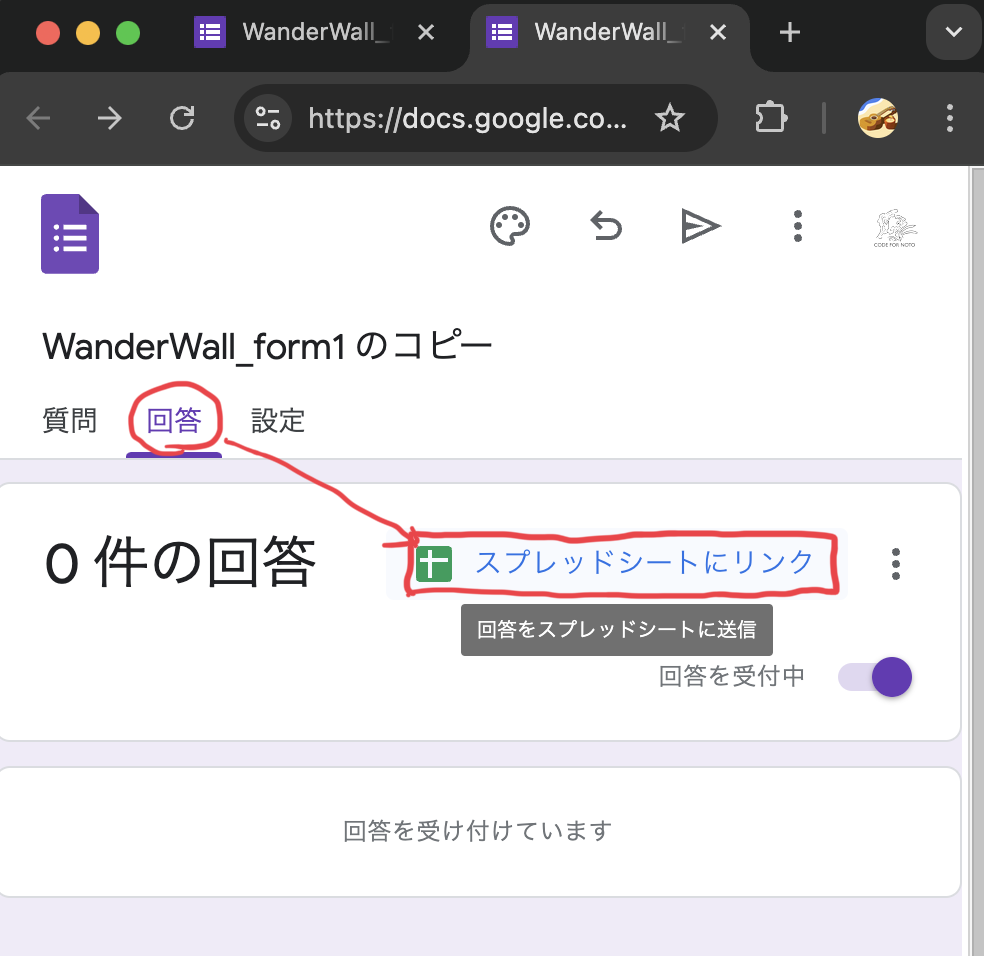 WanderWall_
WanderWall_
https://docs.google.co...
CODE FOR NOTO
WanderWall_form1 のコピー
質問 回答 設定
0 件の回答
スプレッドシートにリンク
回答をスプレッドシートに送信
回答を受付中
回答を受け付けています